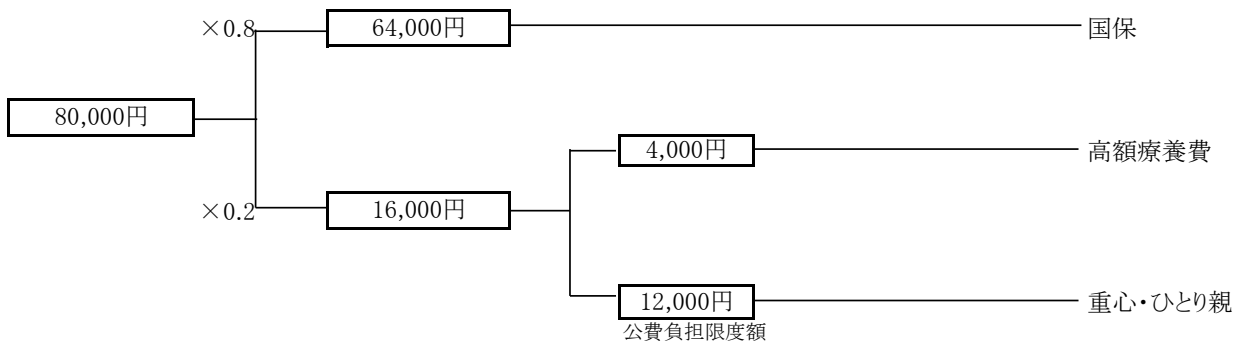 ×0.8
64,000円
国保
80,000円
4,000円
高額療養費
×0.2
16,000円
12,000円
重心・ひとり親
公費負担限度額